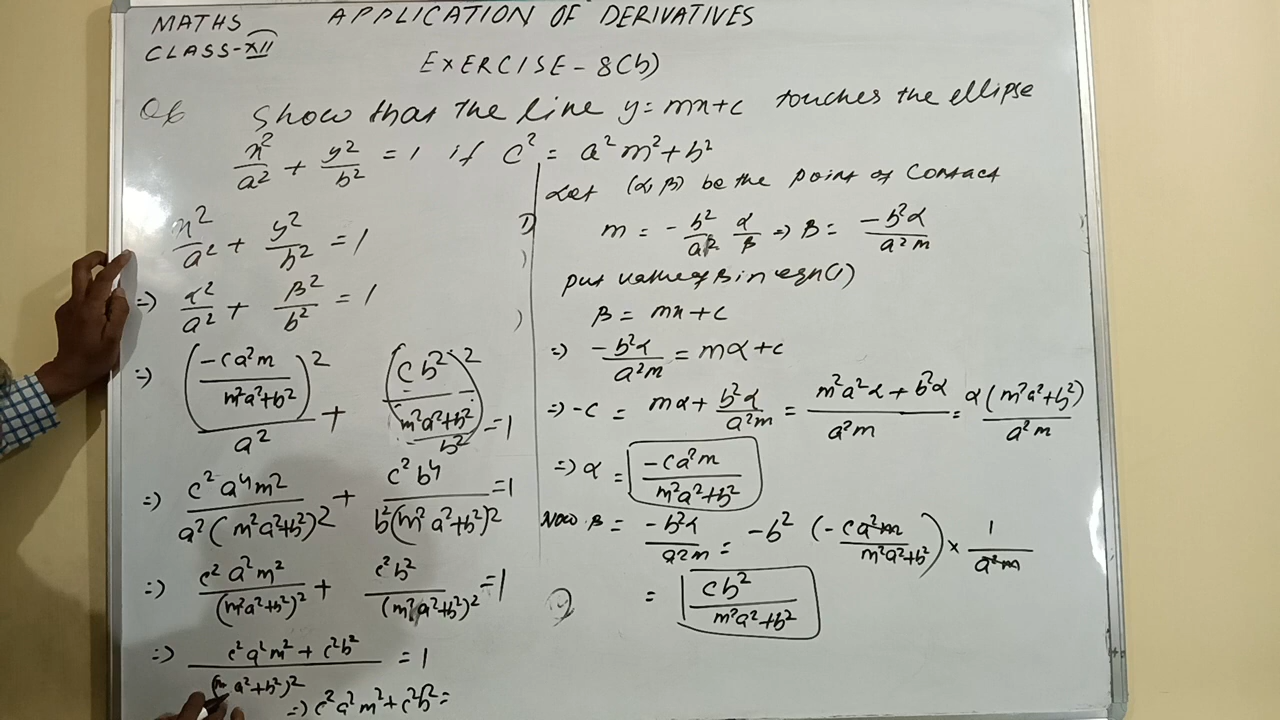 MATHS APPLICATION OF DERIVATIVES
CLASS-XII
EXERCISE-8(b)
Q6 Show that the line y=mx+c touches the ellipse
x²/a² + y²/b² = 1 if c² = a²m²+b²
x²/a² + y²/b² = 1
=) α²/a² + β²/b² = 1
=) (-ca²m/(m²a²+b²))²/a² + (cb²/(m²a²+b²))²/b² = 1
=) c²a⁴m²/a²(m²a²+b²)² + c²b⁴/b²(m²a²+b²)² = 1
=) c²a²m²/(m²a²+b²)² + c²b²/(m²a²+b²)² = 1
=) c²a²m² + c²b²/( a²+b²)² = 1
=) c²a²m²+c²b² =
Let (α,β) be the point of Contact
m = -b²/a² α/β =) β = -b²α/a²m
put value of β in eqn(1)
β = mx+c
=) -b²α/a²m = mα+c
=) -c = mα + b²α/a²m = m²a²α+b²α/a²m = α(m²a²+b²)/a²m
=) α = -ca²m/m²a²+b²
Now β = -b²α/a²m = -b² (-ca²m/m²a²+b²) × 1/a²m
= cb²/m²a²+b²